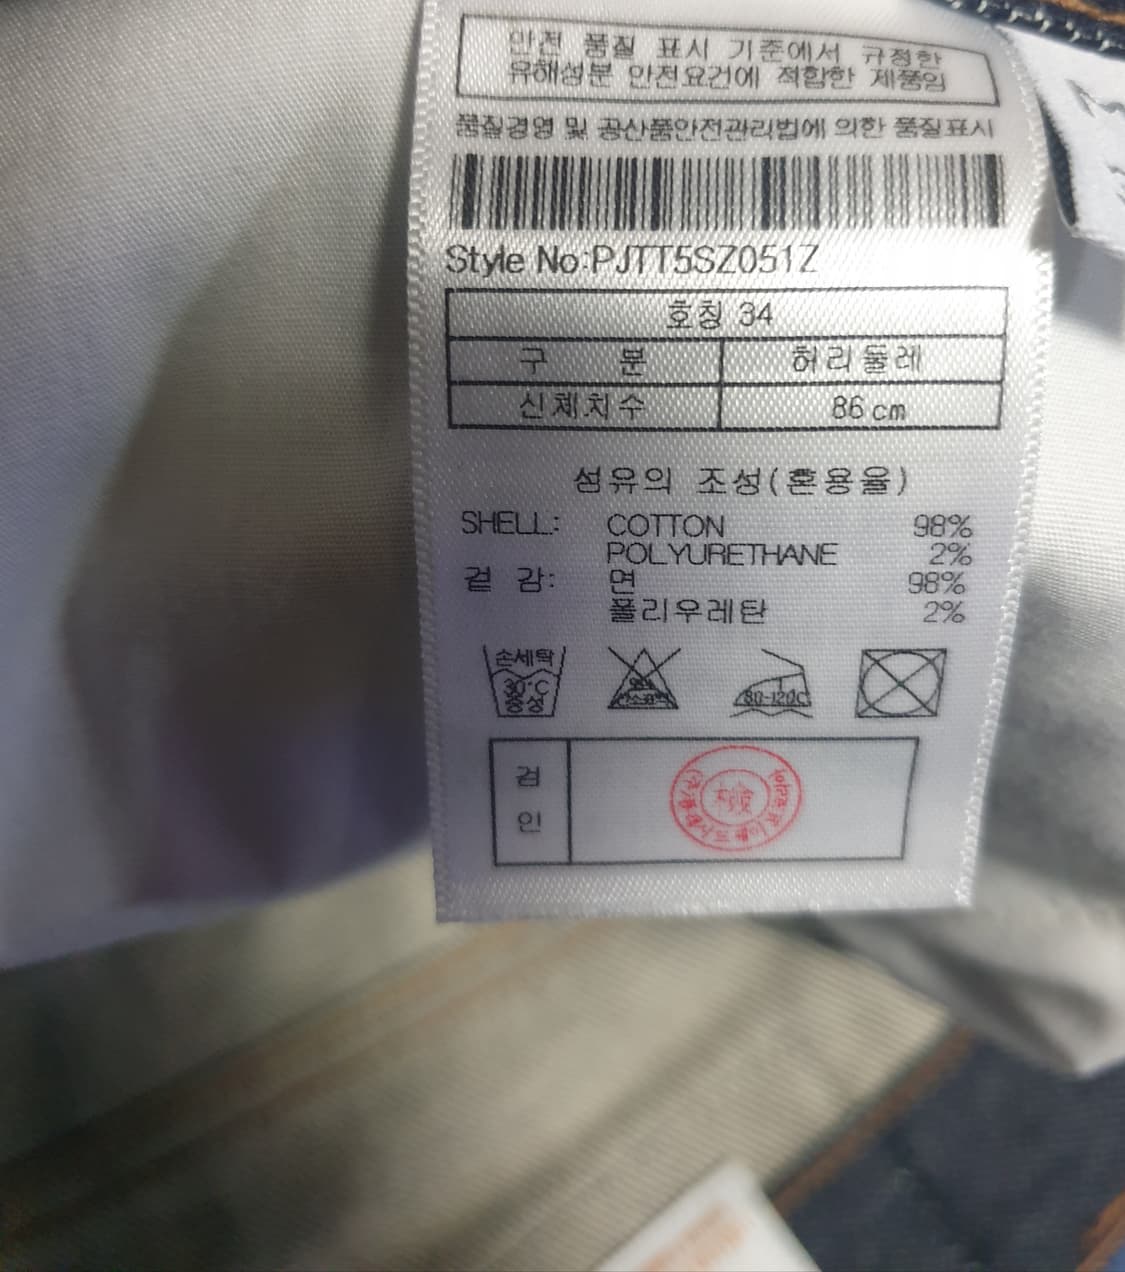 안전 품질 표시 기준에서 규정한
유해성분 안전요건에 적합한 제품임
품질경영 및 공산품안전관리법에 의한 품질표시
Style No:PJTT5SZ051Z
호칭 34
구 분 허리둘레
신체치수 86 cm
섬유의 조성(혼용율)
SHELL: COTTON 98%
POLYURETHANE 2%
겉 감: 면 98%
폴리우레탄 2%
손세탁
30°C
중성
80-120C
검
인